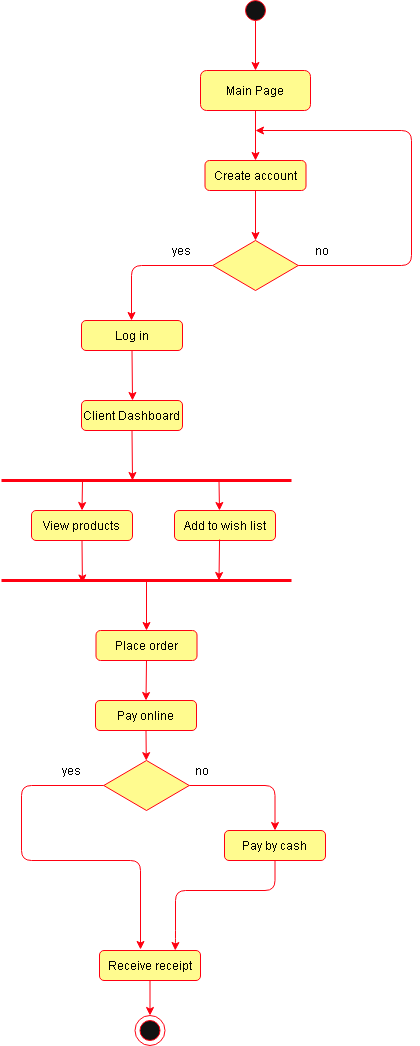 Main Page
Create account
yes
no
Log in
Client Dashboard
View products
Add to wish list
Place order
Pay online
yes
no
Pay by cash
Receive receipt